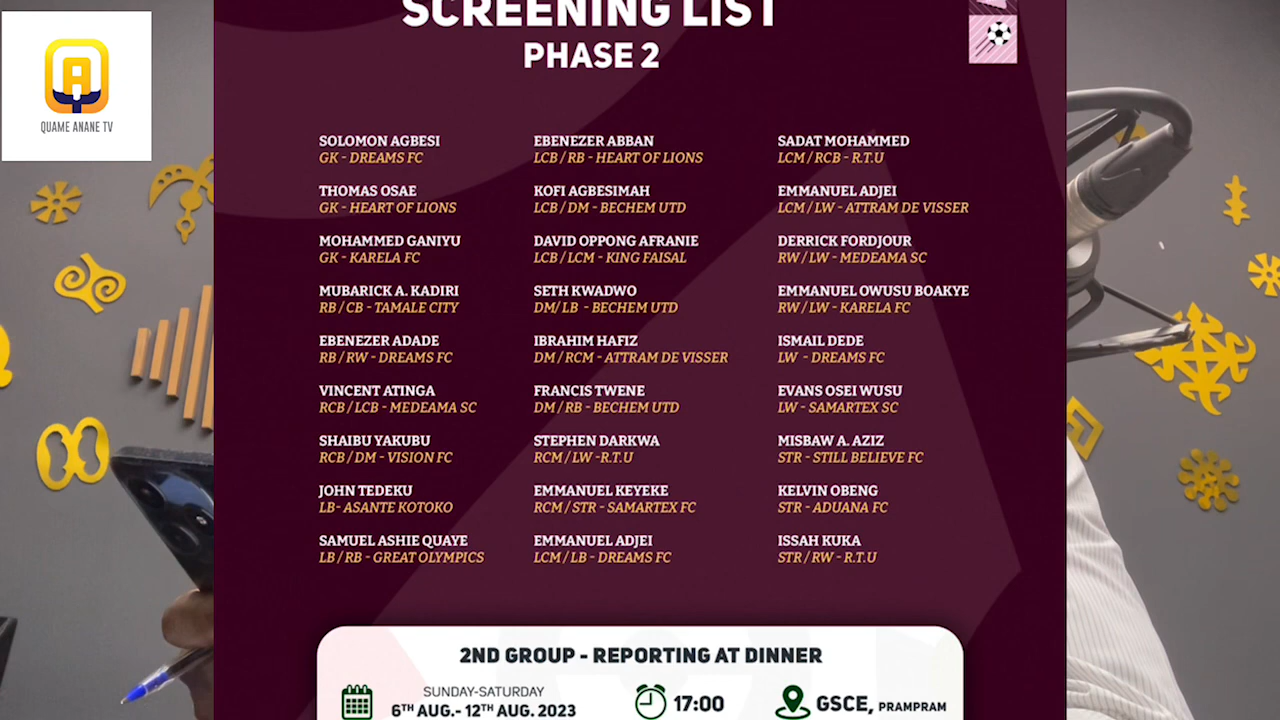 SCREENING LIST
PHASE 2
QUAME ANANE TV
SOLOMON AGBESI
GK - DREAMS FC
THOMAS OSAE
GK - HEART OF LIONS
MOHAMMED GANIYU
GK - KARELA FC
MUBARICK A. KADIRI
RB / CB - TAMALE CITY
EBENEZER ADADE
RB / RW - DREAMS FC
VINCENT ATINGA
RCB / LCB - MEDEAMA SC
SHAIBU YAKUBU
RCB / DM - VISION FC
JOHN TEDEKU
LB- ASANTE KOTOKO
SAMUEL ASHIE QUAYE
LB / RB - GREAT OLYMPICS
EBENEZER ABBAN
LCB / RB - HEART OF LIONS
KOFI AGBESIMAH
LCB / DM - BECHEM UTD
DAVID OPPONG AFRANIE
LCB / LCM - KING FAISAL
SETH KWADWO
DM/ LB - BECHEM UTD
IBRAHIM HAFIZ
DM / RCM - ATTRAM DE VISSER
FRANCIS TWENE
DM / RB - BECHEM UTD
STEPHEN DARKWA
RCM / LW -R.T.U
EMMANUEL KEYEKE
RCM / STR - SAMARTEX FC
EMMANUEL ADJEI
LCM / LB - DREAMS FC
SADAT MOHAMMED
LCM / RCB - R.T.U
EMMANUEL ADJEI
LCM / LW - ATTRAM DE VISSER
DERRICK FORDJOUR
RW / LW - MEDEAMA SC
EMMANUEL OWUSU BOAKYE
RW / LW - KARELA FC
ISMAIL DEDE
LW - DREAMS FC
EVANS OSEI WUSU
LW - SAMARTEX SC
MISBAW A. AZIZ
STR - STILL BELIEVE FC
KELVIN OBENG
STR - ADUANA FC
ISSAH KUKA
STR / RW - R.T.U
2ND GROUP - REPORTING AT DINNER
SUNDAY-SATURDAY
6TH AUG.- 12TH AUG. 2023
17:00
GSCE, PRAMPRAM